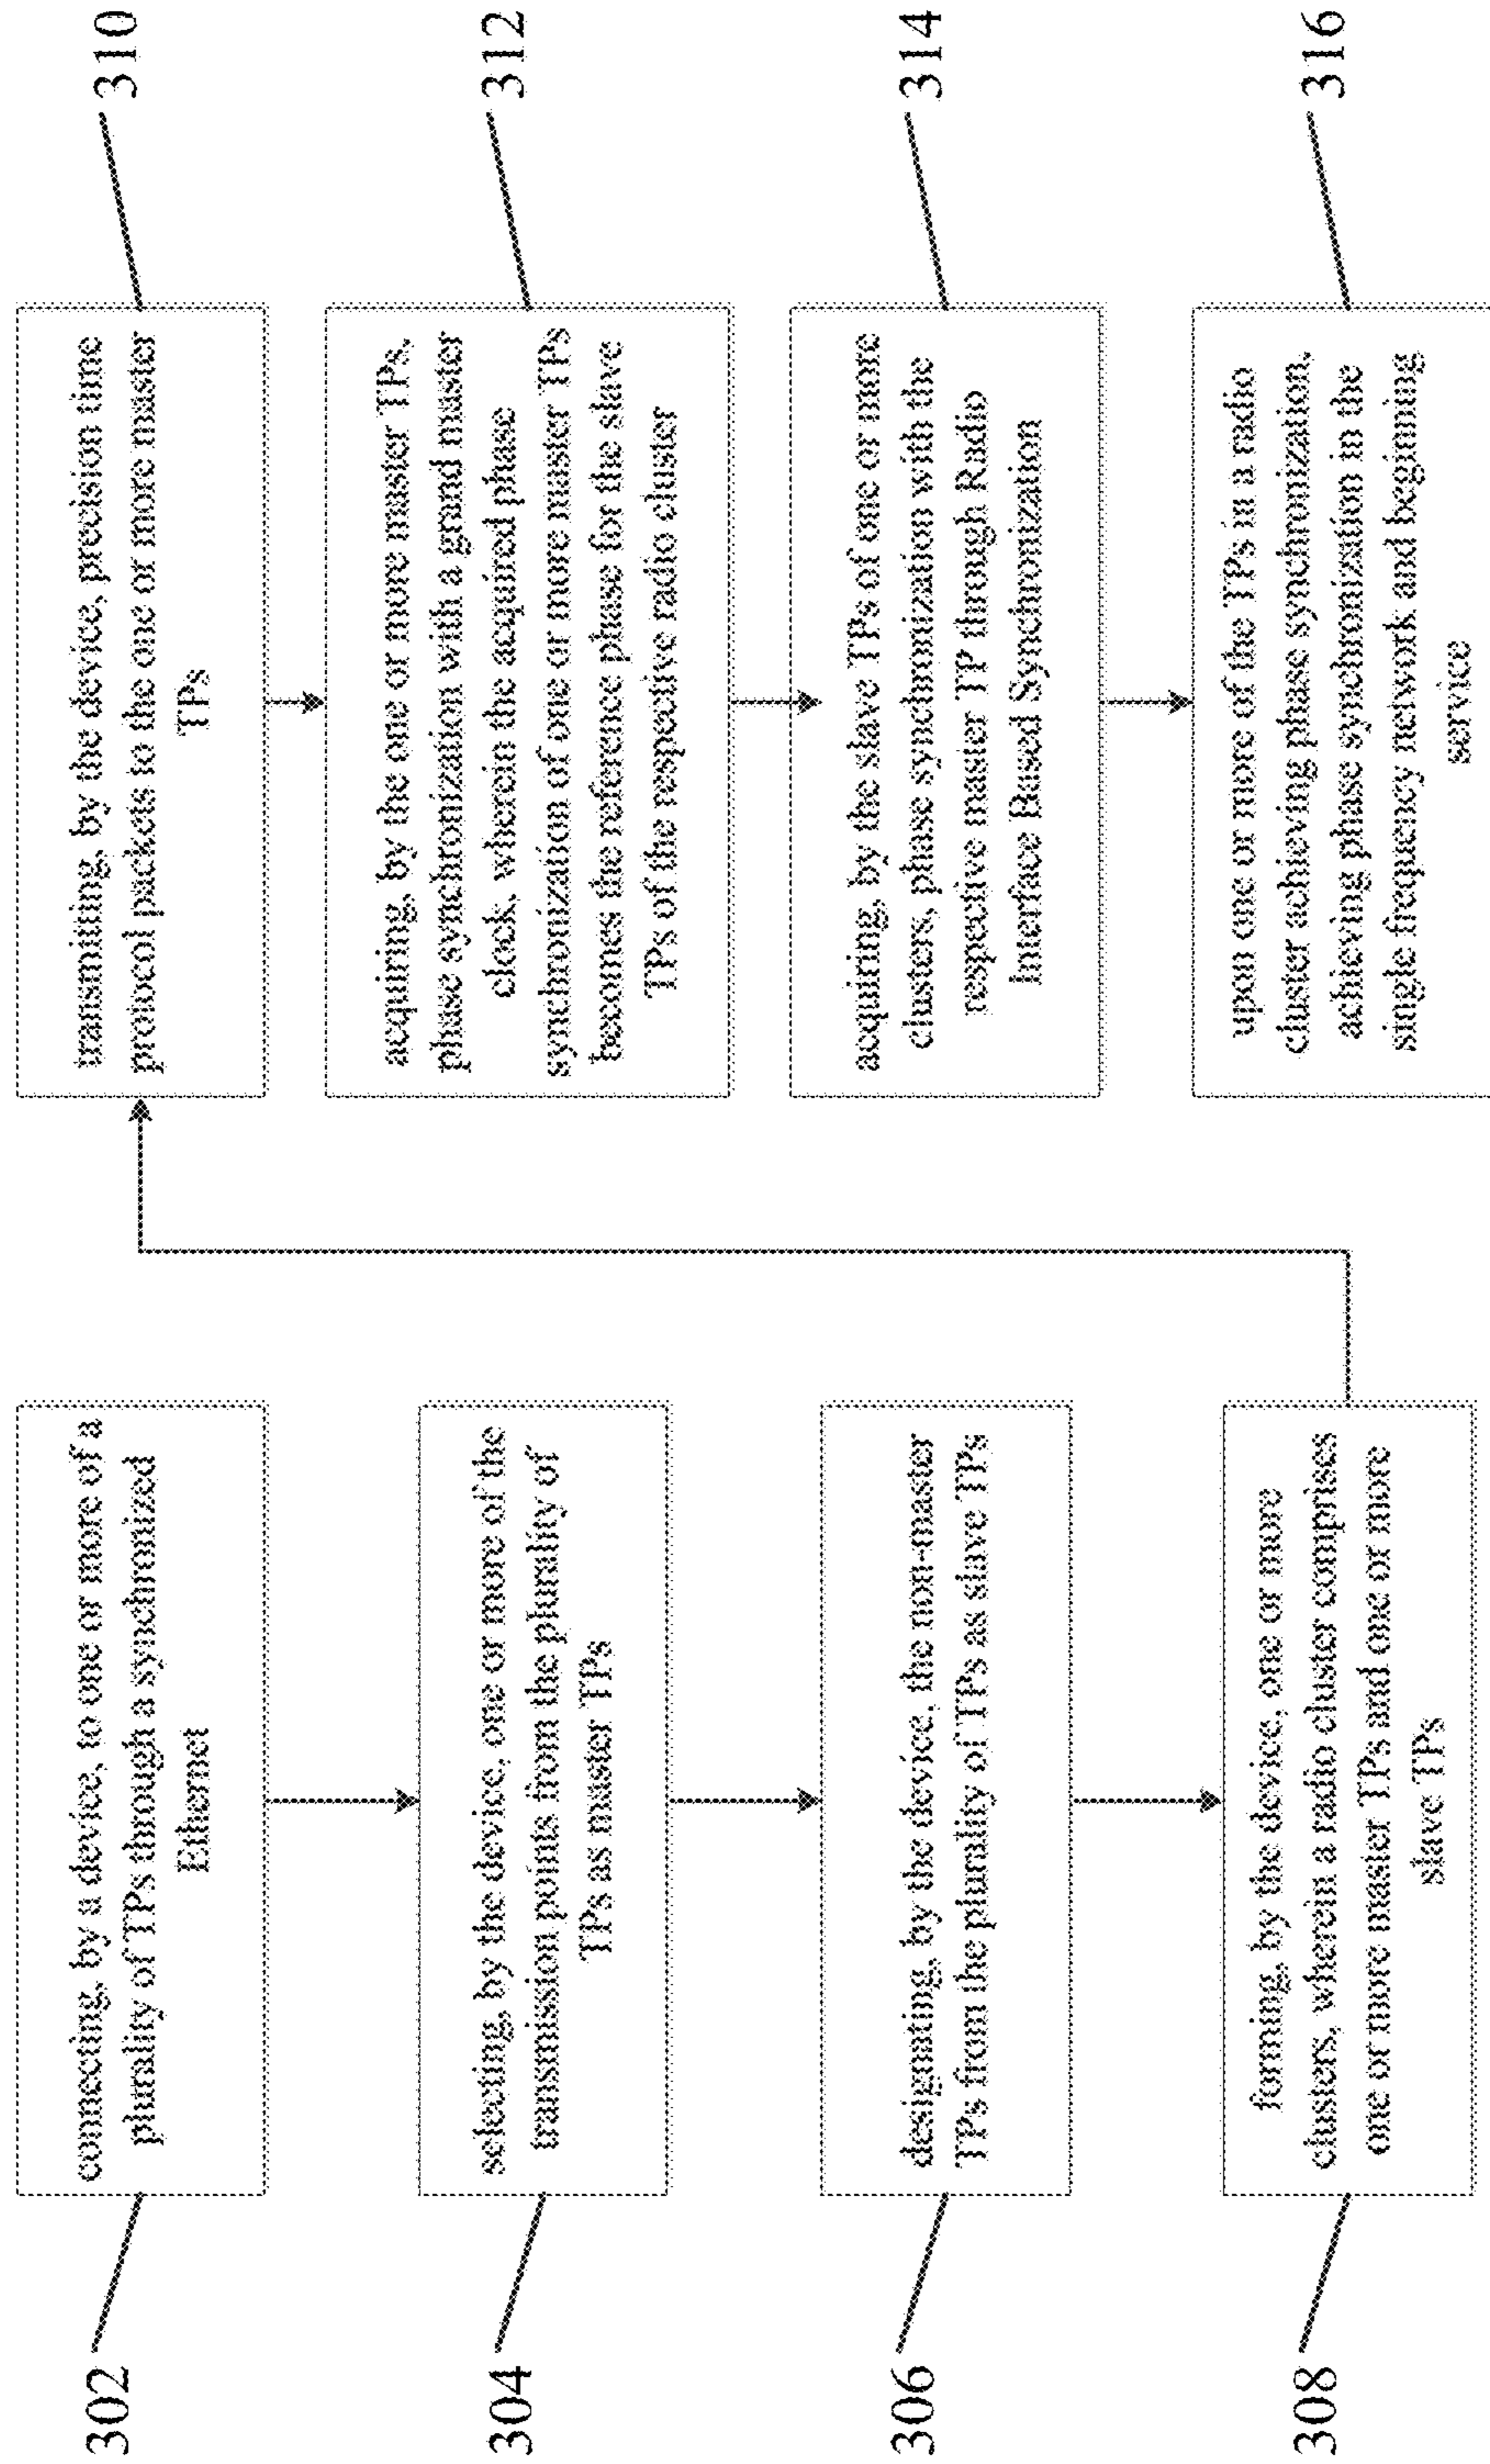 302
connecting, by a device, to one or more of a
plurality of TPs through a synchronized
Ethernet
304
selecting, by the device, one or more of the
transmission points from the plurality of
TPs as master TPs
306
designating, by the device, the non-master
TPs from the plurality of TPs as slave TPs
308
forming, by the device, one or more
clusters, wherein a radio cluster comprises
one or more master TPs and one or more
slave TPs
310
transmitting, by the device, precision time
protocol packets to the one or more master
TPs
312
acquiring, by the one or more master TPs,
phase synchronization with a grand master
clock, wherein the acquired phase
synchronization of one or more master TPs
becomes the reference phase for the slave
TPs of the respective radio cluster
314
acquiring, by the slave TPs of one or more
clusters, phase synchronization with the
respective master TP through Radio
Interface Based Synchronization
316
upon one or more of the TPs in a radio
cluster achieving phase synchronization,
achieving phase synchronization in the
single frequency network and beginning
service